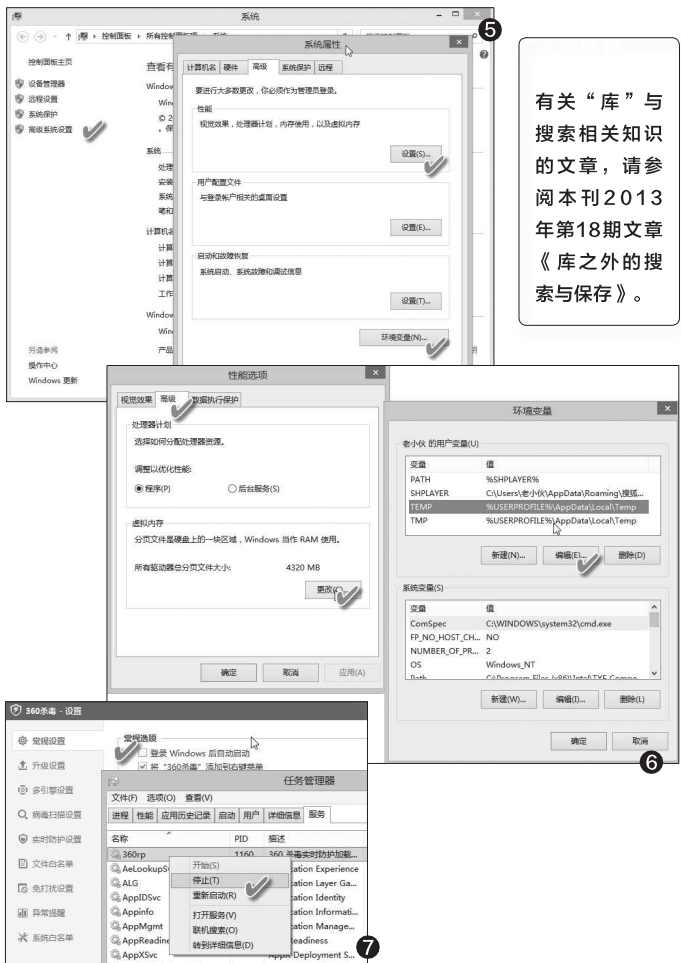 系统
5
控制面板
所有控制
控制面板主页
设备管理器
远程设置
系统保护
高级系统设置
另请参阅
操作中心
Windows 更新
查看有
Window
Win
© 2
，保
系统
处理
安装
系统
笔和
计算机名
计算
计算
计算
工作
Window
Win
产品
系统属性
计算机名 硬件 高级 系统保护 远程
要进行大多数更改，你必须作为管理员登录。
性能
视觉效果，处理器计划，内存使用，以及虚拟内存
设置(S)...
用户配置文件
与登录帐户相关的桌面设置
设置(E)...
启动和故障恢复
系统启动、系统故障和调试信息
设置(T)...
环境变量(N)...
有关“库”与
搜索相关知识
的文章，请参
阅本刊2013
年第18期文章
《库之外的搜
索与保存》。
性能选项
视觉效果 高级 数据执行保护
处理器计划
选择如何分配处理器资源。
调整以优化性能:
程序(P) 后台服务(S)
虚拟内存
分页文件是硬盘上的一块区域，Windows 当作 RAM 使用。
所有驱动器总分页文件大小: 4320 MB
更改(C)...
确定 取消 应用(A)
环境变量
老小伙 的用户变量(U)
变量 值
PATH %SHPLAYER%
SHPLAYER C:\Users\老小伙\AppData\Roaming\搜狐...
TEMP %USERPROFILE%\AppData\Local\Temp
TMP %USERPROFILE%\AppData\Local\Temp
新建(N)... 编辑(E)... 删除(D)
系统变量(S)
变量 值
ComSpec C:\WINDOWS\system32\cmd.exe
FP_NO_HOST_CH... NO
NUMBER_OF_PR... 2
OS Windows_NT
Path C:\Program Files (x86)\Intel\TXE Compo
新建(W)... 编辑(I)... 删除(L)
确定 取消
6
360杀毒 - 设置
常规设置
升级设置
多引擎设置
病毒扫描设置
实时防护设置
文件白名单
免打扰设置
异常提醒
系统白名单
常规选项
登录 Windows 后自动启动
将“360杀毒”添加到右键菜单
任务管理器
文件(F) 选项(O) 查看(V)
进程 性能 应用历史记录 启动 用户 详细信息 服务
名称 PID 描述
360rp 1160 360 杀毒实时防护加载...
AeLookupSv cation Experience
ALG cation Layer Ga...
AppIDSvc cation Identity
Appinfo cation Informati...
AppMgmt cation Manage...
AppReadine eadiness
AppXSvc AppX Deployment S...
开始(S)
停止(T)
重新启动(R)
打开服务(V)
联机搜索(O)
转到详细信息(D)
7